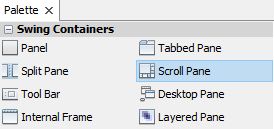 Palette
Swing Containers
Panel Tabbed Pane
Split Pane Scroll Pane
Tool Bar Desktop Pane
Internal Frame Layered Pane